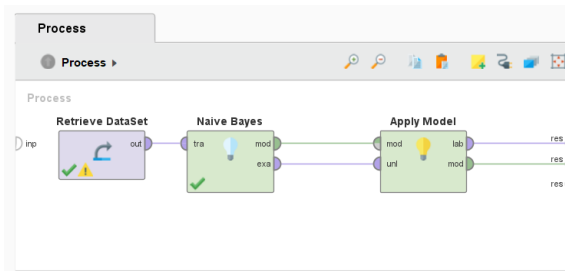 Process
Process
Process
Retrieve DataSet
Naive Bayes
Apply Model
inp
out
tra
mod
exa
mod
lab
unl
mod
res
res
res